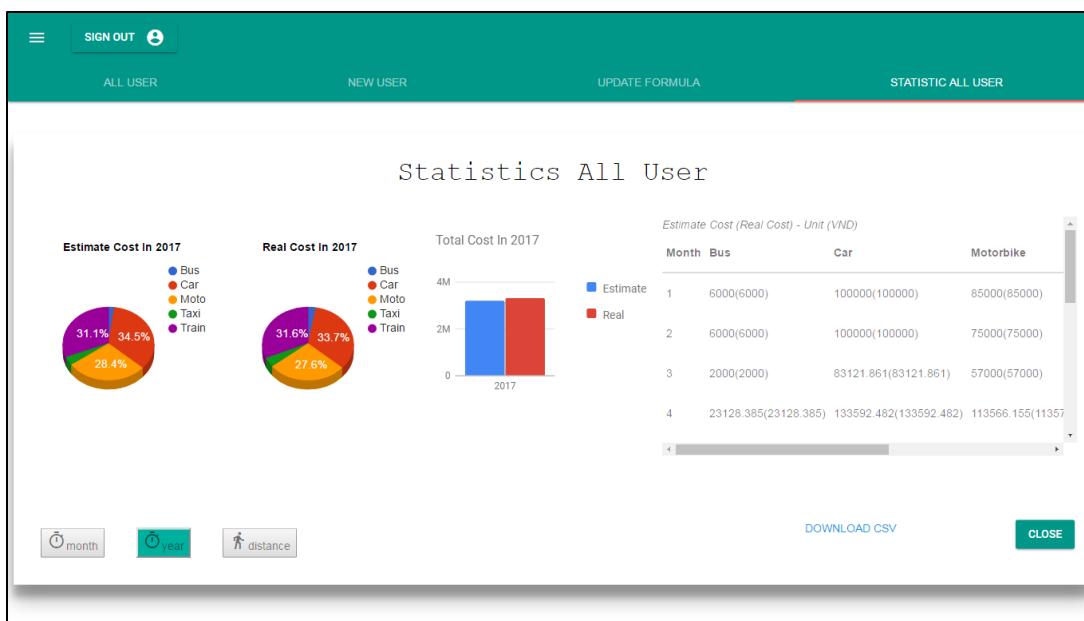 SIGN OUT
ALL USER NEW USER UPDATE FORMULA STATISTIC ALL USER
Statistics All User
Estimate Cost In 2017
Bus
Car
Moto
Taxi
Train
31.1% 34.5%
28.4%
Real Cost In 2017
Bus
Car
Moto
Taxi
Train
31.6% 33.7%
27.6%
Total Cost In 2017
4M
2M
0
2017
Estimate
Real
Estimate Cost (Real Cost) - Unit (VND)
Month Bus Car Motorbike
1 6000(6000) 100000(100000) 85000(85000)
2 6000(6000) 100000(100000) 75000(75000)
3 2000(2000) 83121.861(83121.861) 57000(57000)
4 23128.385(23128.385) 133592.482(133592.482) 113566.155(11357
month year distance
DOWNLOAD CSV
CLOSE